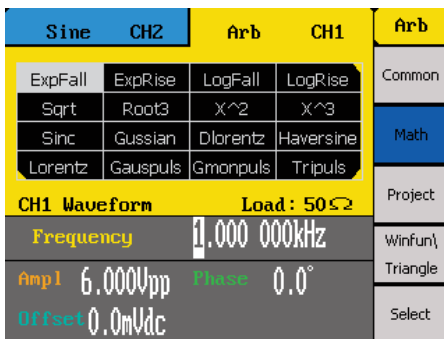 Sine CH2 Arb CH1 Arb
ExpFall ExpRise LogFall LogRise Common
Sqrt Root3 X^2 X^3
Sinc Gussian Dlorentz Haversine Math
Lorentz Gauspuls Gmonpuls Tripuls
CH1 Waveform Load: 50Ω Project
Frequency 1.000 000kHz Winfun\
Ampl 6.000Vpp Phase 0.0° Triangle
Offset 0.0mVdc Select